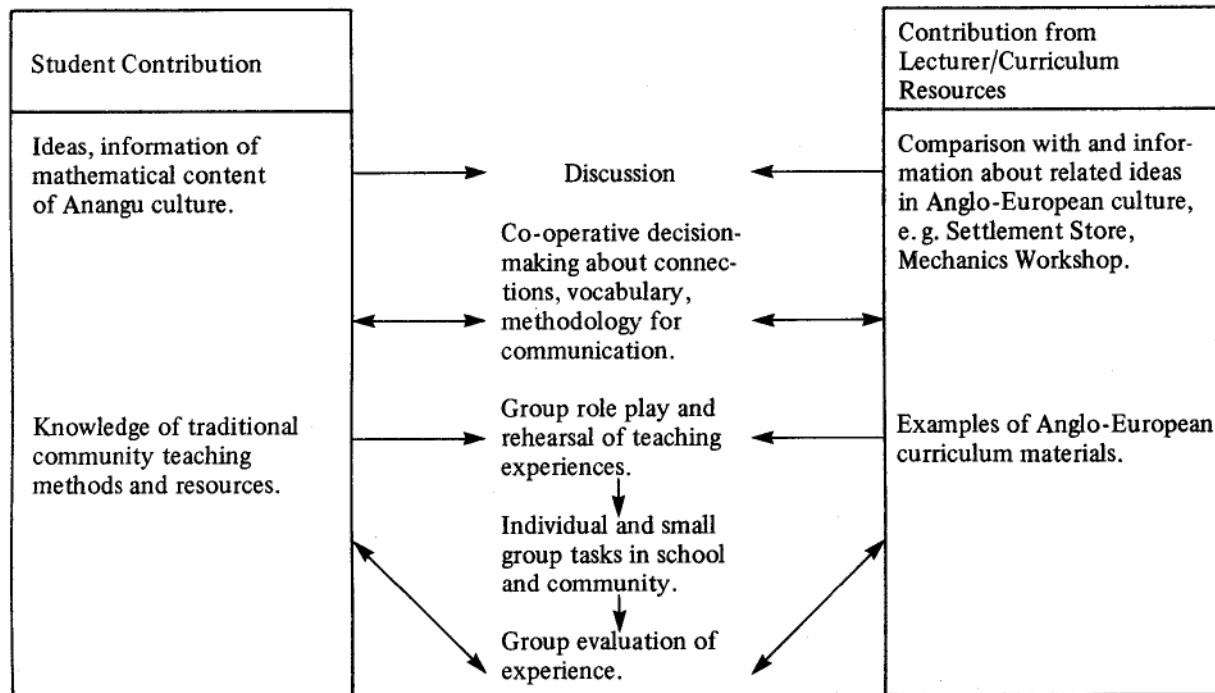 Student Contribution
Ideas, information of
mathematical content
of Anangu culture.
Knowledge of traditional
community teaching
methods and resources.
Discussion
Co-operative decision-
making about connec-
tions, vocabulary,
methodology for
communication.
Group role play and
rehearsal of teaching
experiences.
Individual and small
group tasks in school
and community.
Group evaluation of
experience.
Contribution from
Lecturer/Curriculum
Resources
Comparison with and infor-
mation about related ideas
in Anglo-European culture,
e. g. Settlement Store,
Mechanics Workshop.
Examples of Anglo-European
curriculum materials.